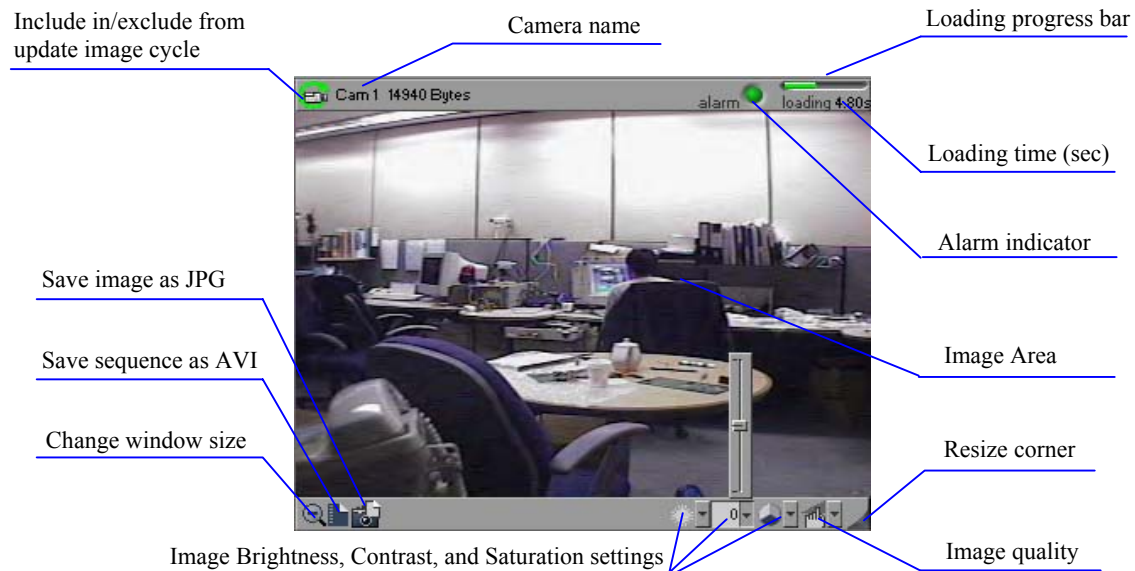 Include in/exclude from
update image cycle
Camera name
Loading progress bar
Cam 1 14940 Bytes
alarm
loading 4.80s
Loading time (sec)
Alarm indicator
Save image as JPG
Save sequence as AVI
Image Area
Change window size
Resize corner
0
Image Brightness, Contrast, and Saturation settings
Image quality